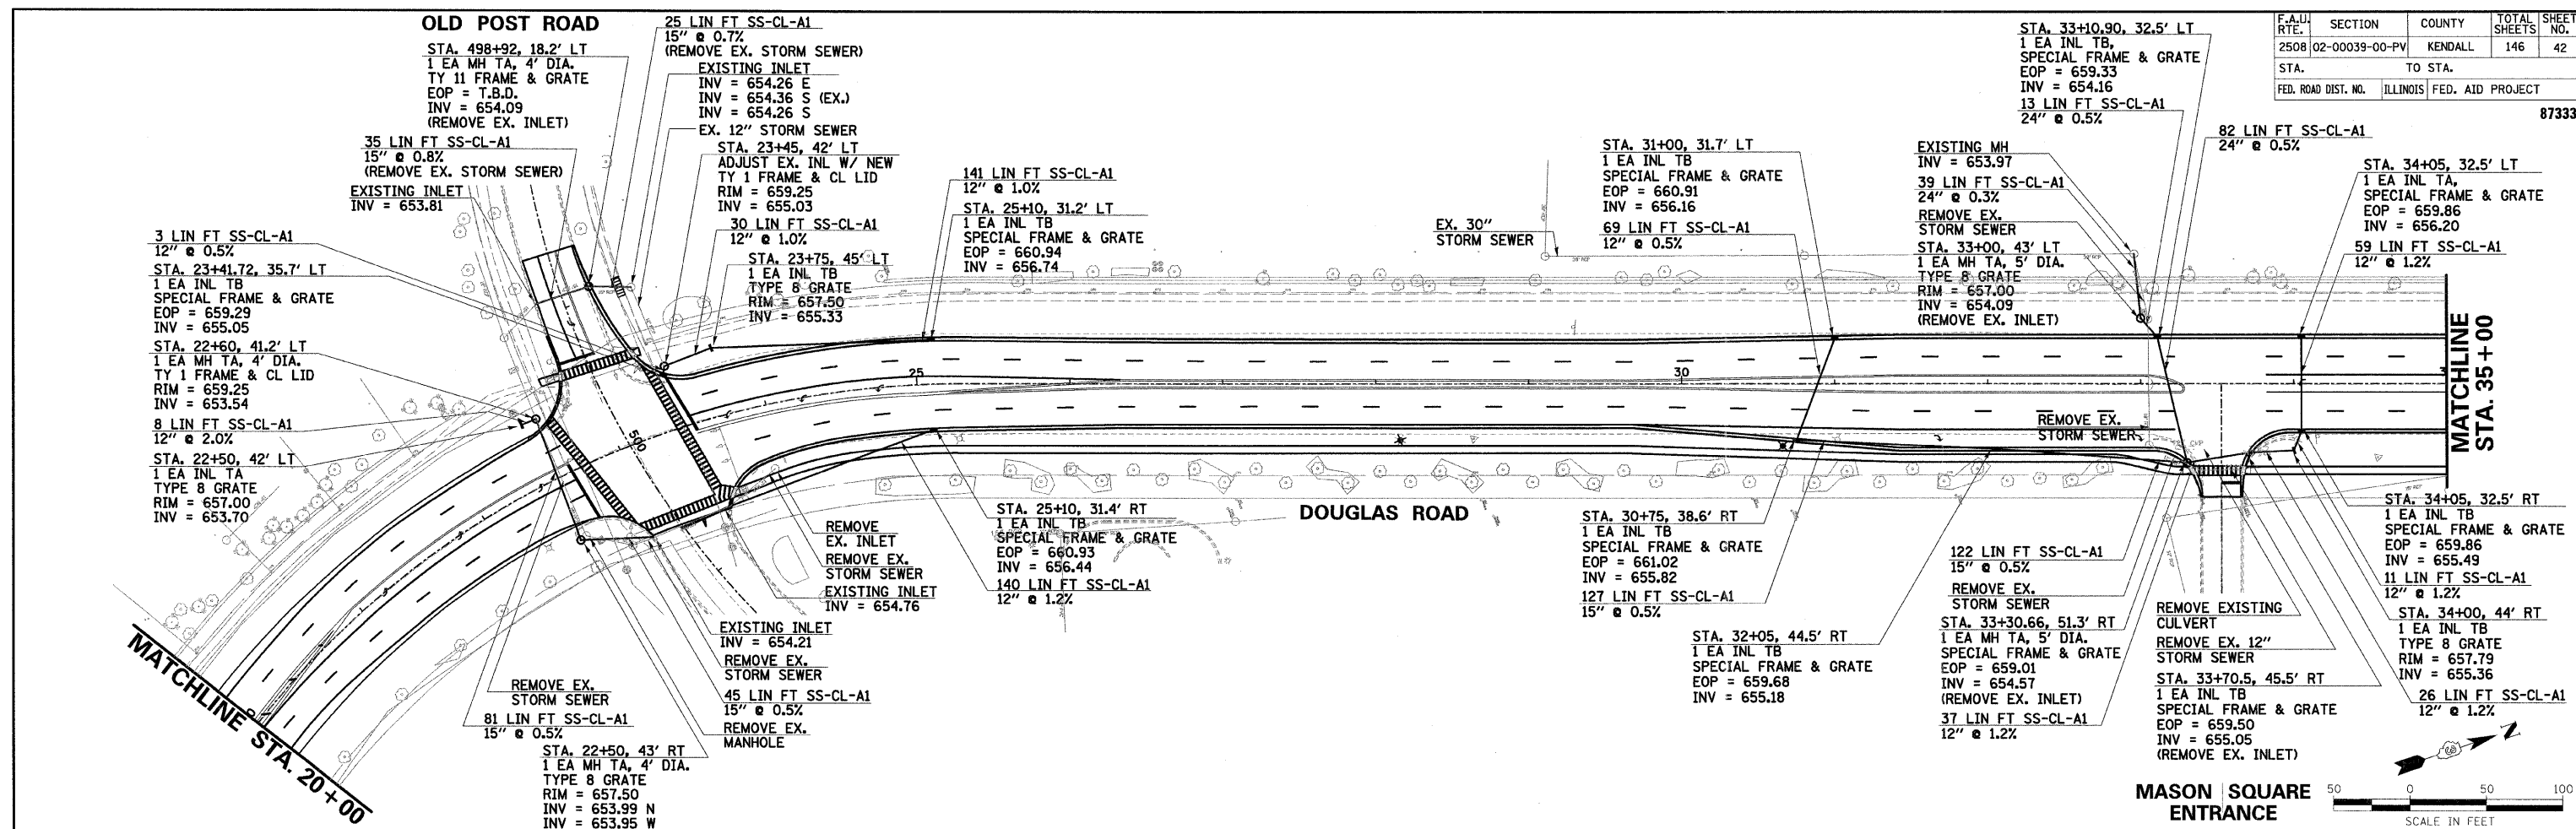 OLD POST ROAD
STA. 498+92, 18.2' LT
1 EA MH TA, 4' DIA.
TY 11 FRAME & GRATE
EOP = T.B.D.
INV = 654.09
(REMOVE EX. INLET)
35 LIN FT SS-CL-A1
15" @ 0.8%
(REMOVE EX. STORM SEWER)
EXISTING INLET
INV = 653.81
3 LIN FT SS-CL-A1
12" @ 0.5%
STA. 23+41.72, 35.7' LT
1 EA INL TB
SPECIAL FRAME & GRATE
EOP = 659.29
INV = 655.05
STA. 22+60, 41.2' LT
1 EA MH TA, 4' DIA.
TY 1 FRAME & CL LID
RIM = 659.25
INV = 653.54
8 LIN FT SS-CL-A1
12" @ 2.0%
STA. 22+50, 42' LT
1 EA INL TA
TYPE 8 GRATE
RIM = 657.00
INV = 653.70
25 LIN FT SS-CL-A1
15" @ 0.7%
(REMOVE EX. STORM SEWER)
EXISTING INLET
INV = 654.26 E
INV = 654.36 S (EX.)
INV = 654.26 S
EX. 12" STORM SEWER
STA. 23+45, 42' LT
ADJUST EX. INL W/ NEW
TY 1 FRAME & CL LID
RIM = 659.25
INV = 655.03
30 LIN FT SS-CL-A1
12" @ 1.0%
STA. 23+75, 45' LT
1 EA INL TB
TYPE 8 GRATE
RIM = 657.50
INV = 655.33
141 LIN FT SS-CL-A1
12" @ 1.0%
STA. 25+10, 31.2' LT
1 EA INL TB
SPECIAL FRAME & GRATE
EOP = 660.94
INV = 656.74
EX. 30"
STORM SEWER
STA. 31+00, 31.7' LT
1 EA INL TB
SPECIAL FRAME & GRATE
EOP = 660.91
INV = 656.16
69 LIN FT SS-CL-A1
12" @ 0.5%
STA. 33+10.90, 32.5' LT
1 EA INL TB,
SPECIAL FRAME & GRATE
EOP = 659.33
INV = 654.16
13 LIN FT SS-CL-A1
24" @ 0.5%
EXISTING MH
INV = 653.97
39 LIN FT SS-CL-A1
24" @ 0.3%
REMOVE EX.
STORM SEWER
STA. 33+00, 43' LT
1 EA MH TA, 5' DIA.
TYPE 8 GRATE
RIM = 657.00
INV = 654.09
(REMOVE EX. INLET)
82 LIN FT SS-CL-A1
24" @ 0.5%
STA. 34+05, 32.5' LT
1 EA INL TA,
SPECIAL FRAME & GRATE
EOP = 659.86
INV = 656.20
59 LIN FT SS-CL-A1
12" @ 1.2%
F.A.U. RTE. SECTION COUNTY TOTAL SHEETS SHEET NO.
2508 02-00039-00-PV KENDALL 146 42
STA. TO STA.
FED. ROAD DIST. NO. ILLINOIS FED. AID PROJECT
87333
25
30
500
MATCHLINE
STA. 35+00
REMOVE EX.
STORM SEWER
DOUGLAS ROAD
MATCHLINE STA. 20+00
REMOVE
EX. INLET
REMOVE EX.
STORM SEWER
EXISTING INLET
INV = 654.76
EXISTING INLET
INV = 654.21
REMOVE EX.
STORM SEWER
45 LIN FT SS-CL-A1
15" @ 0.5%
REMOVE EX.
MANHOLE
REMOVE EX.
STORM SEWER
81 LIN FT SS-CL-A1
15" @ 0.5%
STA. 22+50, 43' RT
1 EA MH TA, 4' DIA.
TYPE 8 GRATE
RIM = 657.50
INV = 653.99 N
INV = 653.95 W
STA. 25+10, 31.4' RT
1 EA INL TB
SPECIAL FRAME & GRATE
EOP = 660.93
INV = 656.44
140 LIN FT SS-CL-A1
12" @ 1.2%
STA. 30+75, 38.6' RT
1 EA INL TB
SPECIAL FRAME & GRATE
EOP = 661.02
INV = 655.82
127 LIN FT SS-CL-A1
15" @ 0.5%
STA. 32+05, 44.5' RT
1 EA INL TB
SPECIAL FRAME & GRATE
EOP = 659.68
INV = 655.18
122 LIN FT SS-CL-A1
15" @ 0.5%
REMOVE EX.
STORM SEWER
STA. 33+30.66, 51.3' RT
1 EA MH TA, 5' DIA.
SPECIAL FRAME & GRATE
EOP = 659.01
INV = 654.57
(REMOVE EX. INLET)
37 LIN FT SS-CL-A1
12" @ 1.2%
REMOVE EXISTING
CULVERT
REMOVE EX. 12"
STORM SEWER
STA. 33+70.5, 45.5' RT
1 EA INL TB
SPECIAL FRAME & GRATE
EOP = 659.50
INV = 655.05
(REMOVE EX. INLET)
STA. 34+05, 32.5' RT
1 EA INL TB
SPECIAL FRAME & GRATE
EOP = 659.86
INV = 655.49
11 LIN FT SS-CL-A1
12" @ 1.2%
STA. 34+00, 44' RT
1 EA INL TB
TYPE 8 GRATE
RIM = 657.79
INV = 655.36
26 LIN FT SS-CL-A1
12" @ 1.2%
N
MASON SQUARE
ENTRANCE
50 0 50 100
SCALE IN FEET